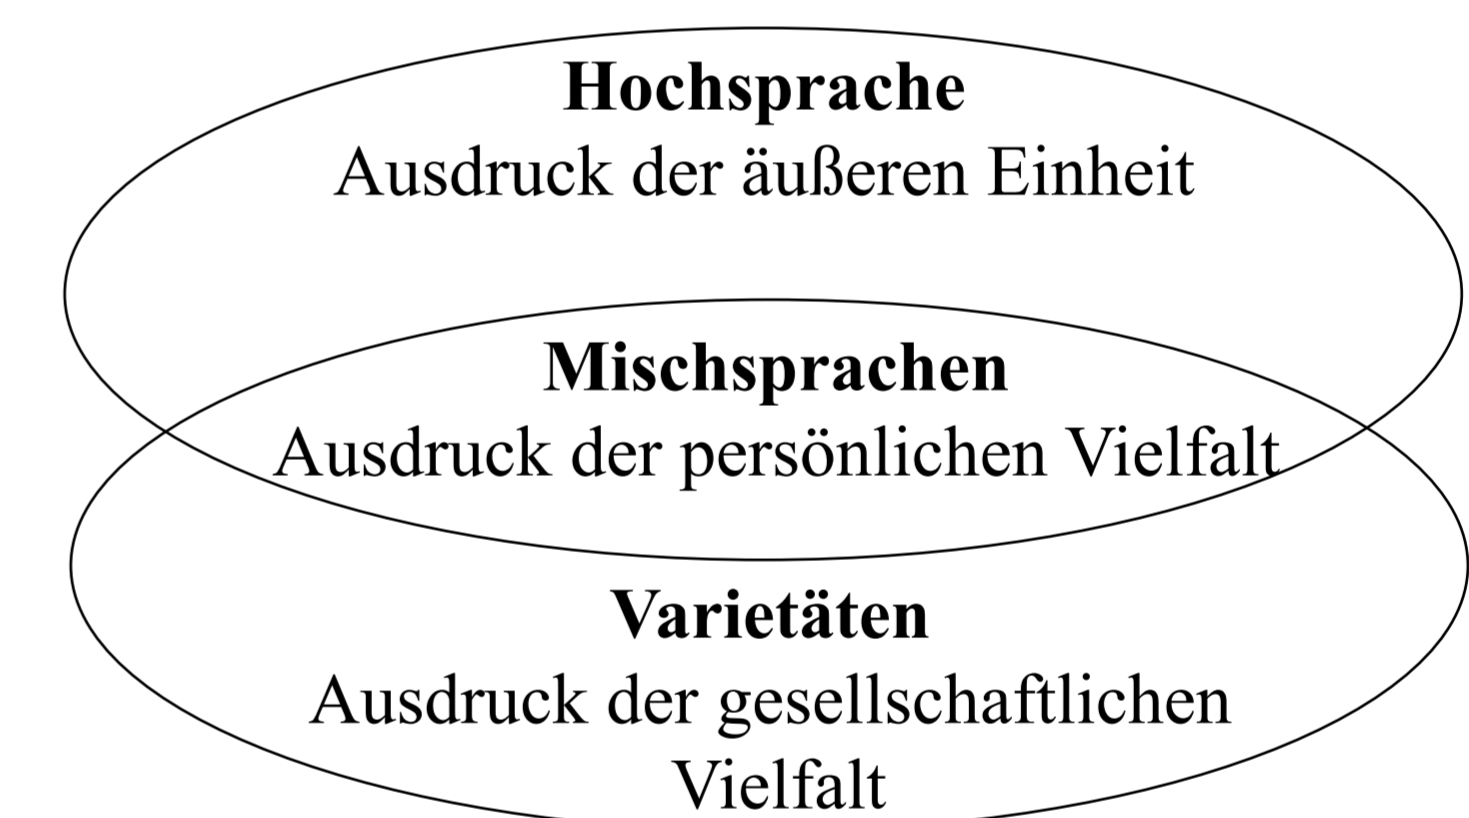 Hochsprache
Ausdruck der äußeren Einheit
Mischsprachen
Ausdruck der persönlichen Vielfalt
Varietäten
Ausdruck der gesellschaftlichen
Vielfalt